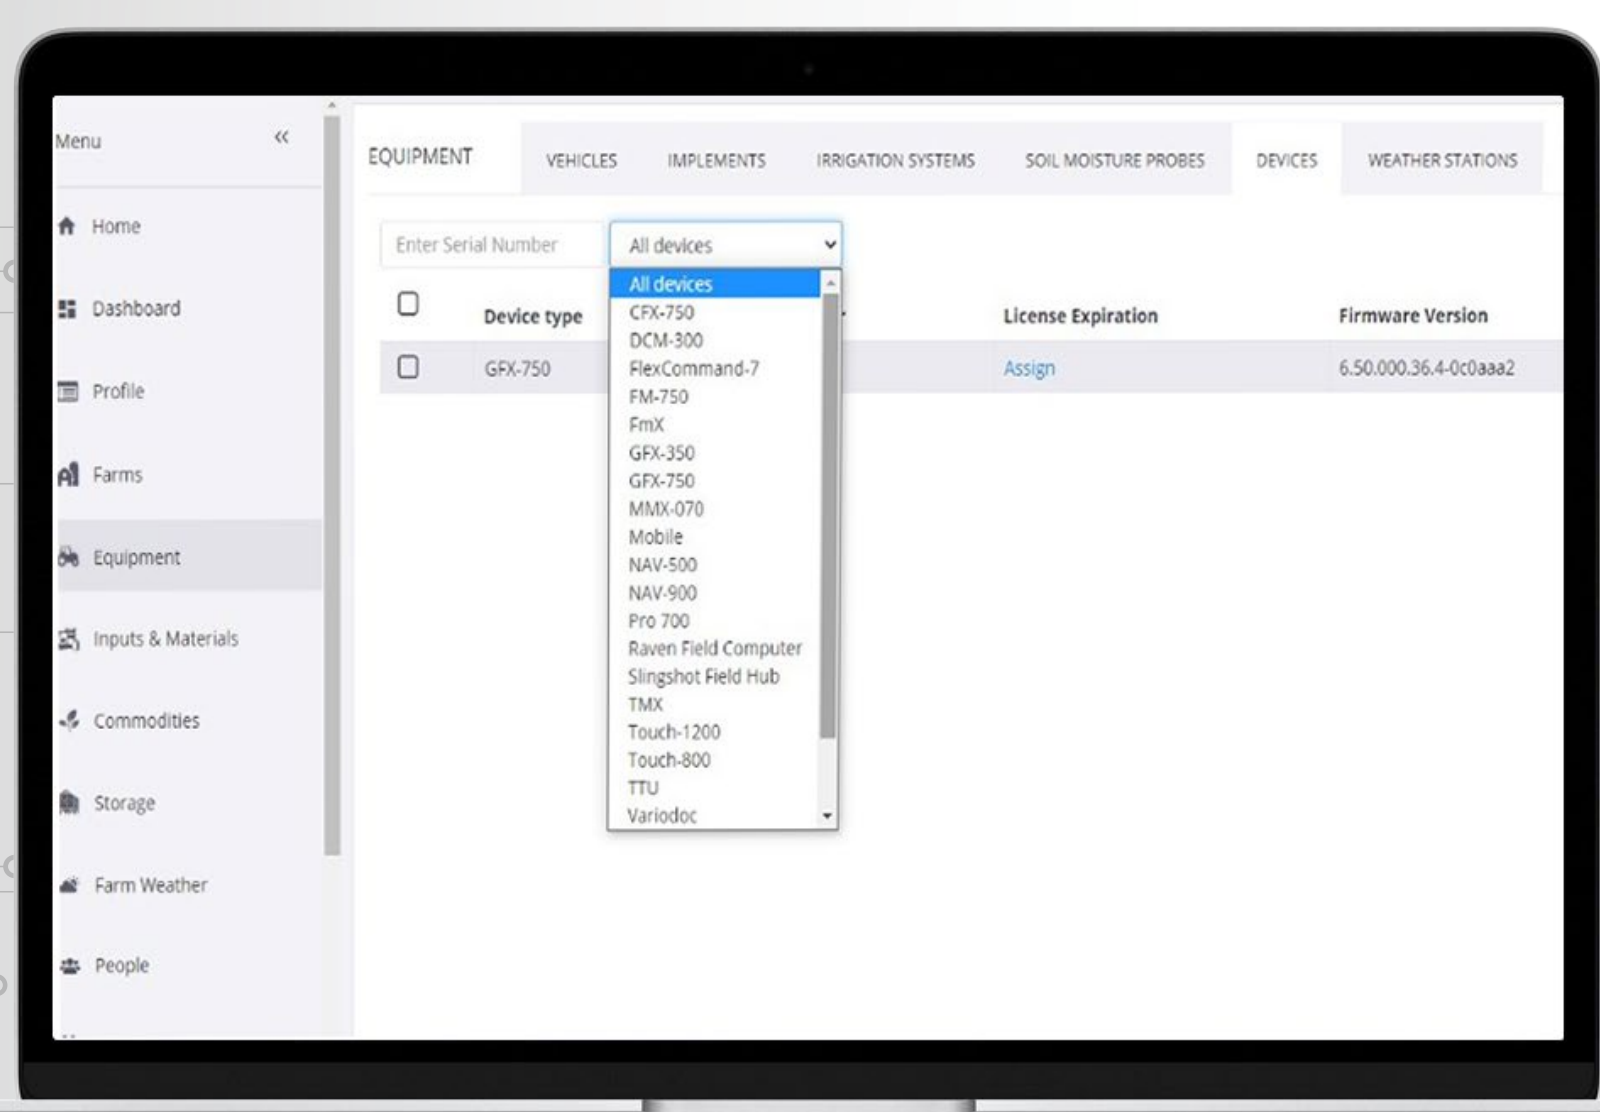 Menu «
Home
Dashboard
Profile
Farms
Equipment
Inputs & Materials
Commodities
Storage
Farm Weather
People
EQUIPMENT VEHICLES IMPLEMENTS IRRIGATION SYSTEMS SOIL MOISTURE PROBES DEVICES WEATHER STATIONS
Enter Serial Number All devices
Device type License Expiration Firmware Version
GFX-750 Assign 6.50.000.36.4-0c0aaa2
All devices
CFX-750
DCM-300
FlexCommand-7
FM-750
FmX
GFX-350
GFX-750
MMX-070
Mobile
NAV-500
NAV-900
Pro 700
Raven Field Computer
Slingshot Field Hub
TMX
Touch-1200
Touch-800
TTU
Variodoc